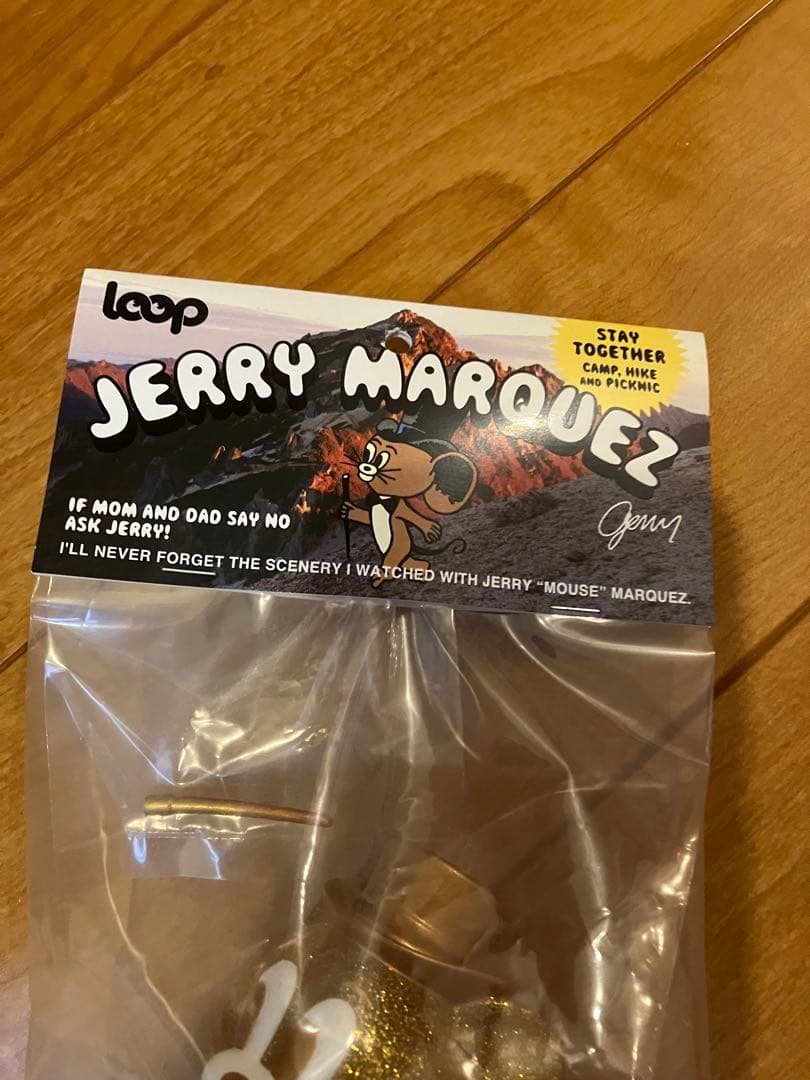 loop
JERRY MARQUEZ
STAY
TOGETHER
CAMP, HIKE
AND PICKNIC
IF MOM AND DAD SAY NO
ASK JERRY!
Jerry
I'LL NEVER FORGET THE SCENERY I WATCHED WITH JERRY "MOUSE" MARQUEZ.